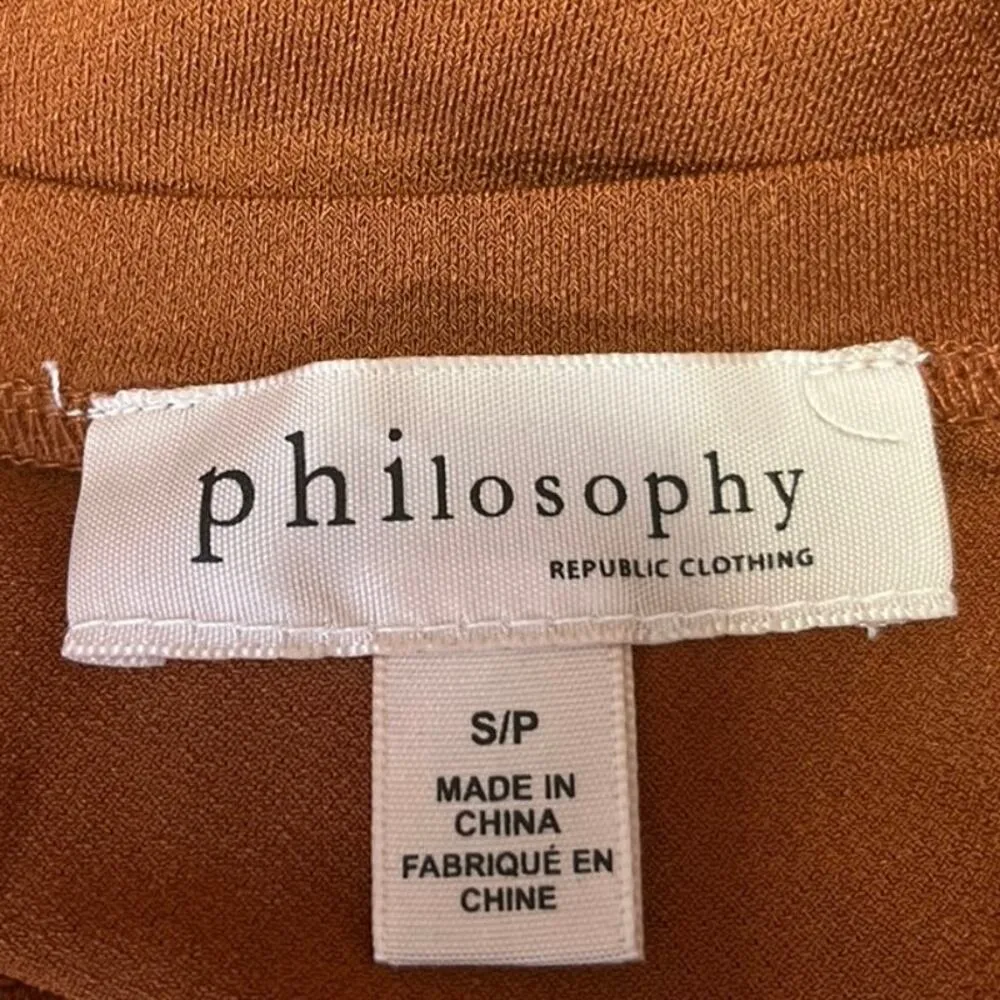 philosophy
REPUBLIC CLOTHING
S/P
MADE IN
CHINA
FABRIQUÉ EN
CHINE